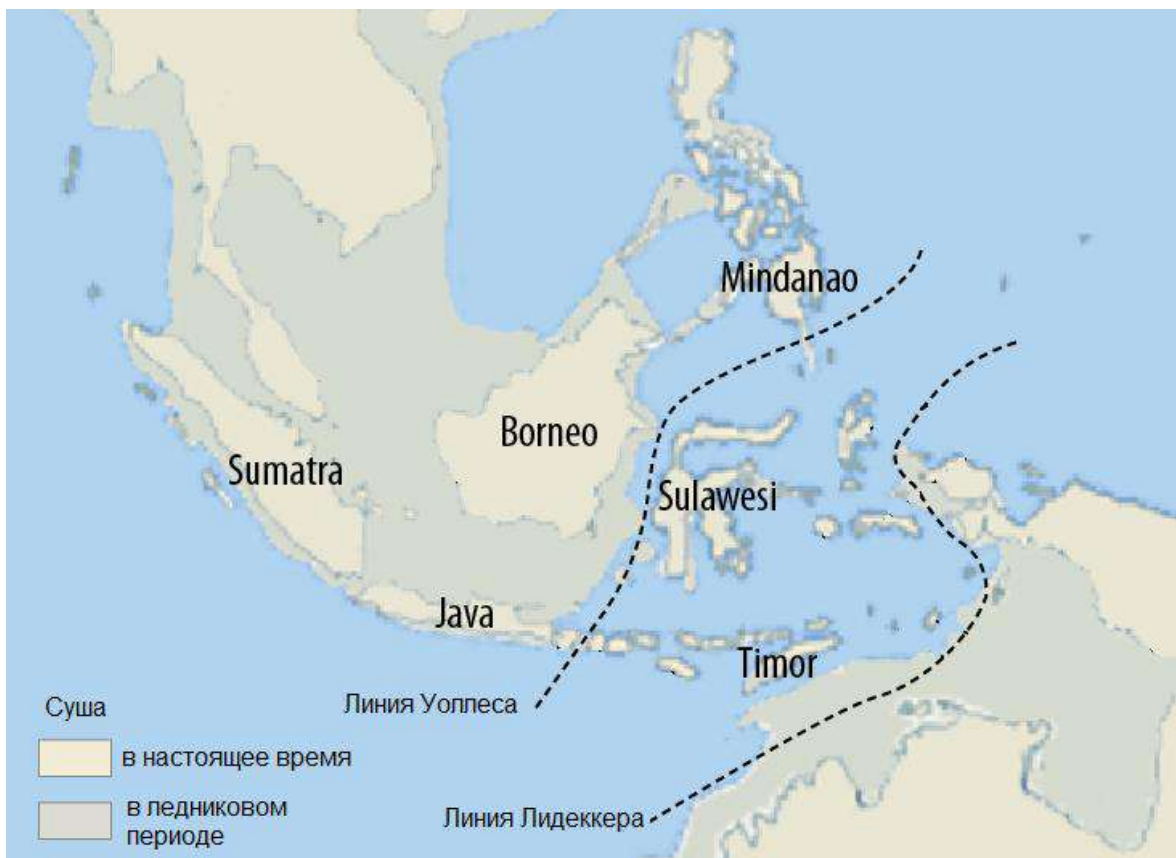 Mindanao
Borneo
Sumatra
Sulawesi
Java
Timor
Суша
Линия Уоллеса
в настоящее время
в ледниковом
периоде
Линия Лидеккера